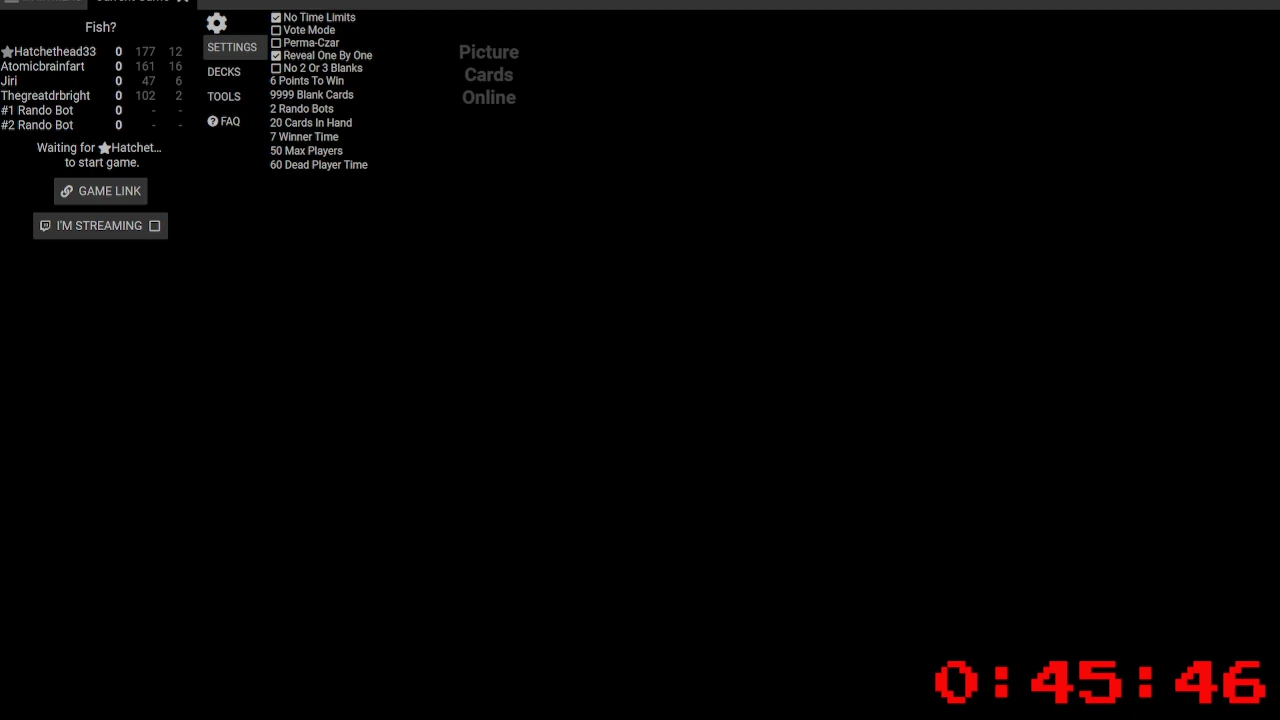 Fish?
Hatchethead33 0 177 12
Atomicbrainfart 0 161 16
Jiri 0 47 6
Thegreatdrbright 0 102 2
#1 Rando Bot 0 - -
#2 Rando Bot 0 - -
Waiting for ★Hatchet...
to start game.
GAME LINK
I'M STREAMING
SETTINGS
DECKS
TOOLS
FAQ
No Time Limits
Vote Mode
Perma-Czar
Reveal One By One
No 2 Or 3 Blanks
6 Points To Win
9999 Blank Cards
2 Rando Bots
20 Cards In Hand
7 Winner Time
50 Max Players
60 Dead Player Time
Picture
Cards
Online
0:45:46